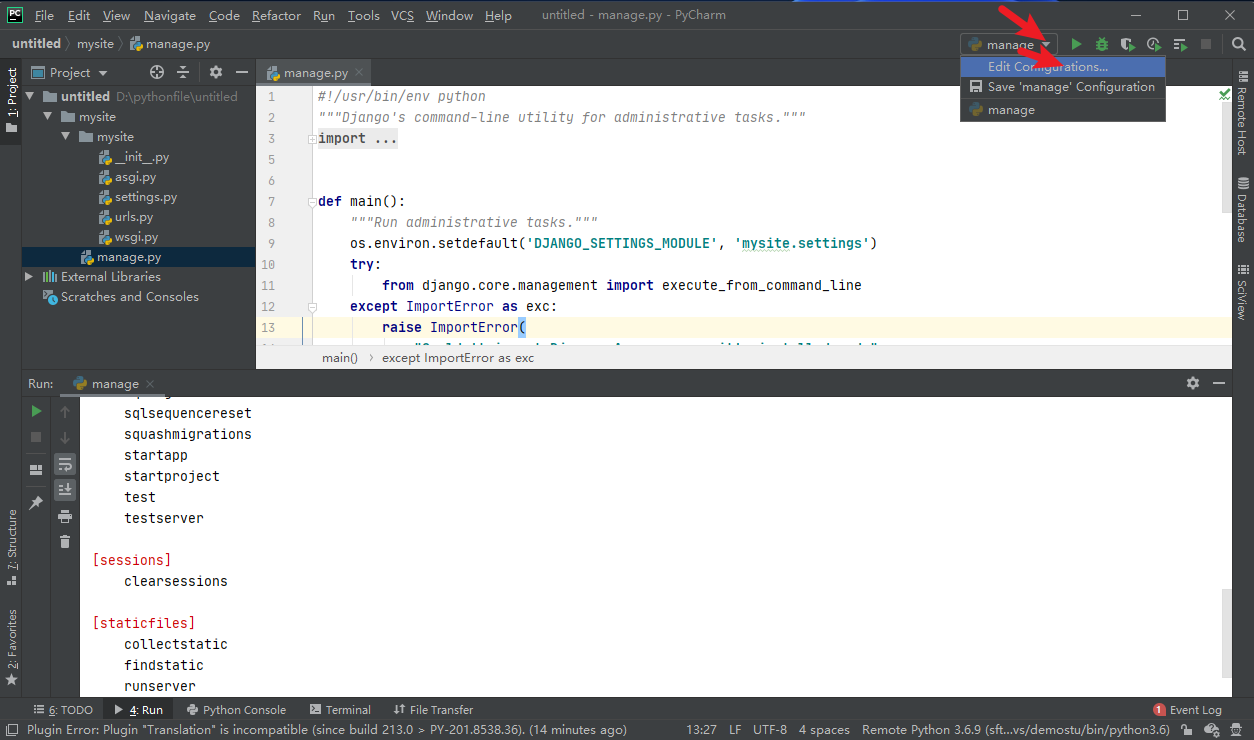 PC File Edit View Navigate Code Refactor Run Tools VCS Window Help untitled - manage.py - PyCharm
untitled mysite manage.py manage
Edit Configurations...
Save 'manage' Configuration
manage
1: Project
Project
untitled D:\pythonfile\untitled
mysite
mysite
__init__.py
asgi.py
settings.py
urls.py
wsgi.py
manage.py
External Libraries
Scratches and Consoles
manage.py
1 #!/usr/bin/env python
2 """Django's command-line utility for administrative tasks."""
3 import ...
5
6
7 def main():
8 """Run administrative tasks."""
9 os.environ.setdefault('DJANGO_SETTINGS_MODULE', 'mysite.settings')
10 try:
11 from django.core.management import execute_from_command_line
12 except ImportError as exc:
13 raise ImportError(
main() except ImportError as exc
Remote Host
Database
SciView
Run: manage
sqlsequencereset
squashmigrations
startapp
startproject
test
testserver
[sessions]
clearsessions
[staticfiles]
collectstatic
findstatic
runserver
7: Structure
2: Favorites
6: TODO 4: Run Python Console Terminal File Transfer 1 Event Log
Plugin Error: Plugin "Translation" is incompatible (since build 213.0 > PY-201.8538.36). (14 minutes ago) 13:27 LF UTF-8 4 spaces Remote Python 3.6.9 (sft...vs/demostu/bin/python3.6)